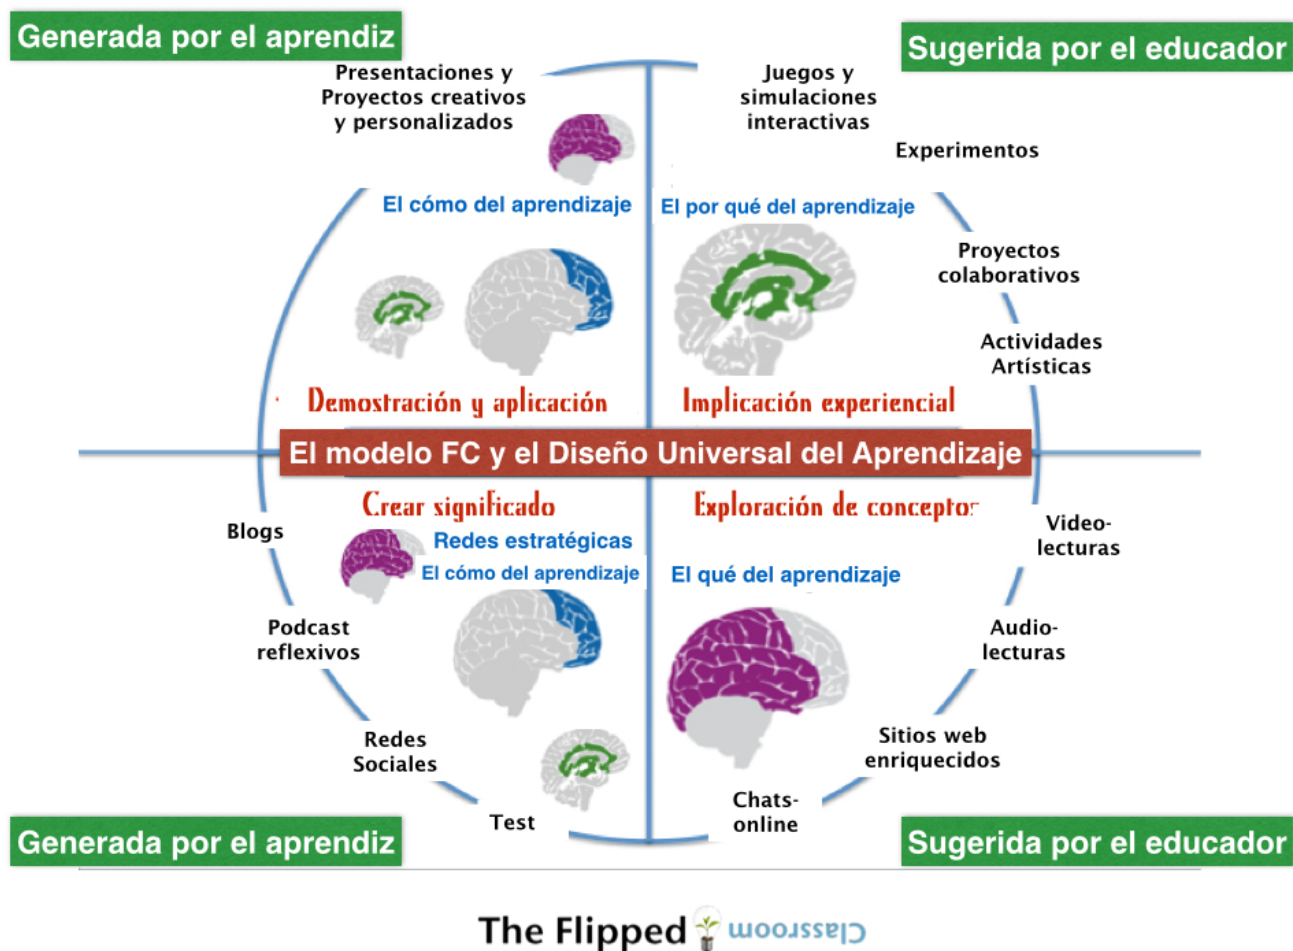 Generada por el aprendiz
Sugerida por el educador
Presentaciones y
Proyectos creativos
y personalizados
Juegos y
simulaciones
interactivas
Experimentos
El cómo del aprendizaje
El por qué del aprendizaje
Proyectos
colaborativos
Actividades
Artísticas
Demostración y aplicación
Implicación experiencial
El modelo FC y el Diseño Universal del Aprendizaje
Crear significado
Exploración de conceptos
Blogs
Redes estratégicas
El cómo del aprendizaje
El qué del aprendizaje
Video-
lecturas
Podcast
reflexivos
Audio-
lecturas
Redes
Sociales
Sitios web
enriquecidos
Test
Chats-
online
Generada por el aprendiz
Sugerida por el educador
The Flipped Classroom